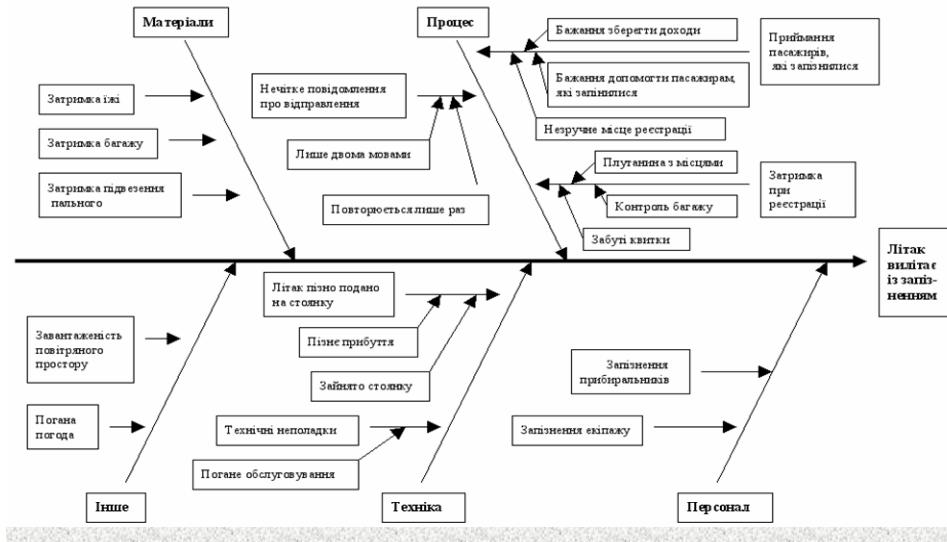 Матеріали
Процес
Бажання зберегти доходи
Приймання
пасажирів,
які запізнилися
Бажання допомогти пасажирам,
які запінилися
Незручне місце реєстрації
Нечітке повідомлення
про відправлення
Лише двома мовами
Повторюється лише раз
Затримка їжі
Затримка багажу
Затримка підвезення
пального
Плутанина з місцями
Затримка
при
реєстрації
Контроль багажу
Забуті квитки
Літак
вилітає
із запіз-
ненням
Літак пізно подано
на стоянку
Пізнє прибуття
Зайнято стоянку
Завантаженість
повітряного
простору
Погана
погода
Технічні неполадки
Погане обслуговування
Запізнення
прибиральників
Запізнення екіпажу
Інше
Техніка
Персонал